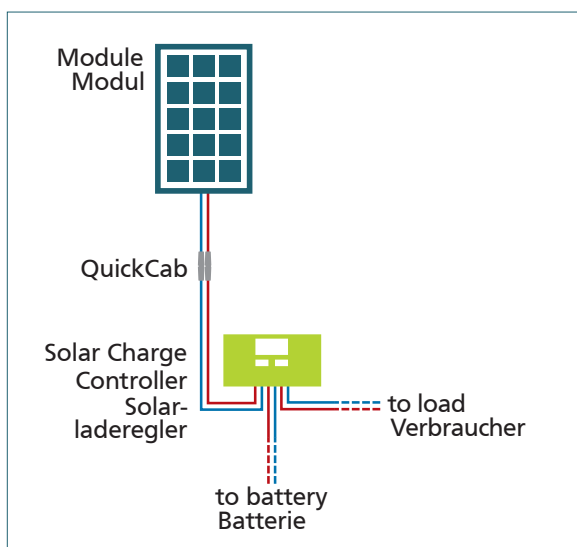 Module
Modul
QuickCab
Solar Charge
Controller
Solar-
laderegler
to load
Verbraucher
to battery
Batterie